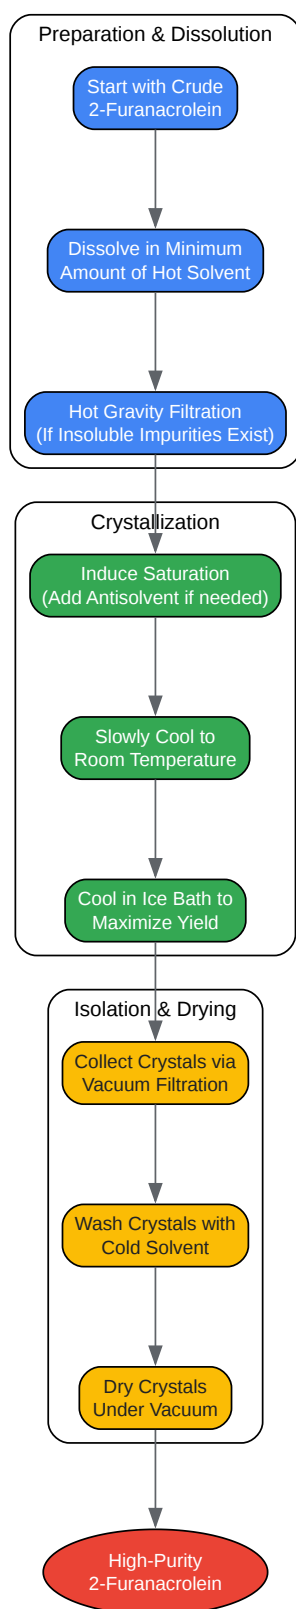 Preparation & Dissolution
Start with Crude
2-Furanacrolein
Dissolve in Minimum
Amount of Hot Solvent
Hot Gravity Filtration
(If Insoluble Impurities Exist)
Crystallization
Induce Saturation
(Add Antisolvent if needed)
Slowly Cool to
Room Temperature
Cool in Ice Bath to
Maximize Yield
Isolation & Drying
Collect Crystals via
Vacuum Filtration
Wash Crystals with
Cold Solvent
Dry Crystals
Under Vacuum
High-Purity
2-Furanacrolein